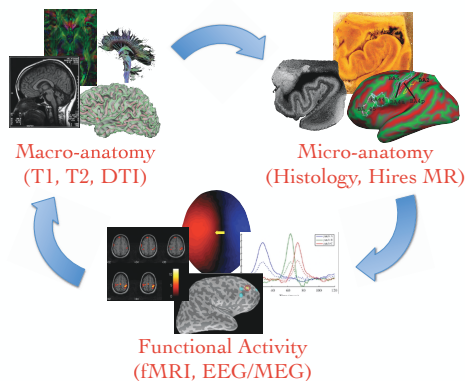 Macro-anatomy
(T1, T2, DTI)
Micro-anatomy
(Histology, Hires MR)
Functional Activity
(fMRI, EEG/MEG)